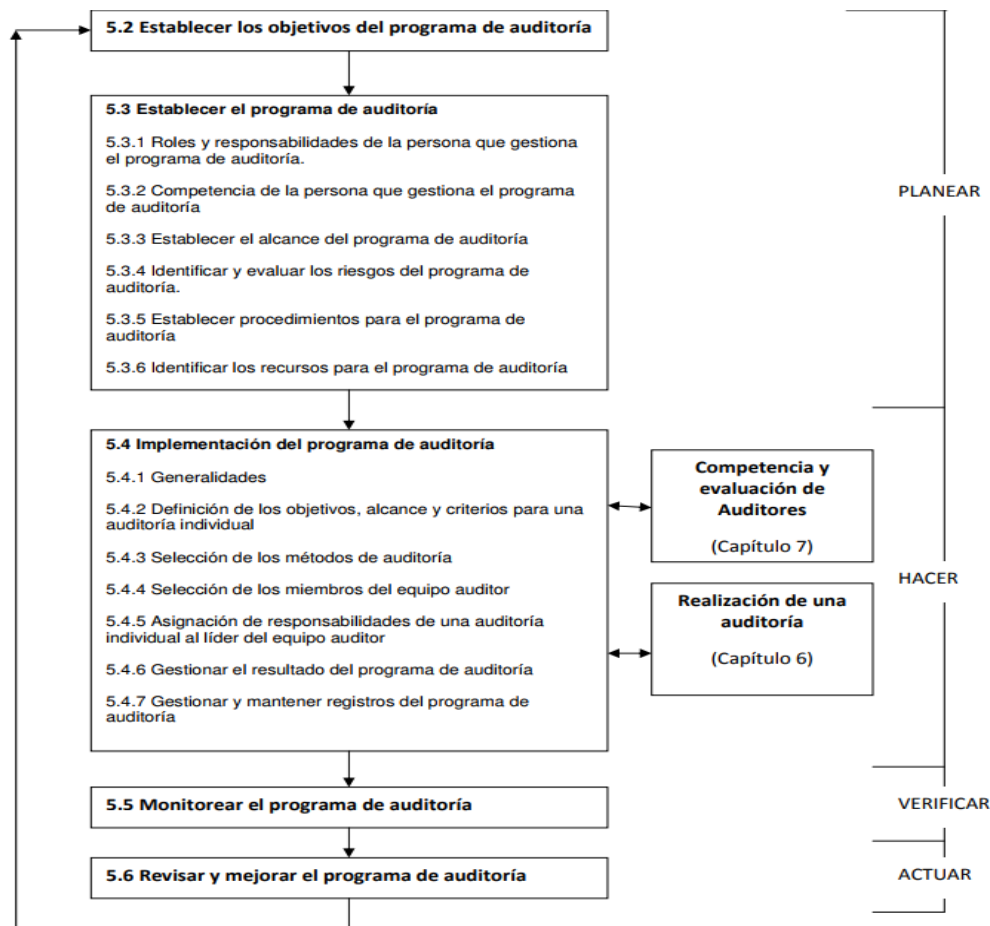 5.2 Establecer los objetivos del programa de auditoría
5.3 Establecer el programa de auditoría
5.3.1 Roles y responsabilidades de la persona que gestiona
el programa de auditoría.
5.3.2 Competencia de la persona que gestiona el programa
de auditoría
5.3.3 Establecer el alcance del programa de auditoría
5.3.4 Identificar y evaluar los riesgos del programa de
auditoría.
5.3.5 Establecer procedimientos para el programa de
auditoría
5.3.6 Identificar los recursos para el programa de auditoría
PLANEAR
5.4 Implementación del programa de auditoría
5.4.1 Generalidades
5.4.2 Definición de los objetivos, alcance y criterios para una
auditoría individual
5.4.3 Selección de los métodos de auditoría
5.4.4 Selección de los miembros del equipo auditor
5.4.5 Asignación de responsabilidades de una auditoría
individual al líder del equipo auditor
5.4.6 Gestionar el resultado del programa de auditoría
5.4.7 Gestionar y mantener registros del programa de
auditoría
Competencia y
evaluación de
Auditores
(Capítulo 7)
Realización de una
auditoría
(Capítulo 6)
HACER
5.5 Monitorear el programa de auditoría
VERIFICAR
5.6 Revisar y mejorar el programa de auditoría
ACTUAR